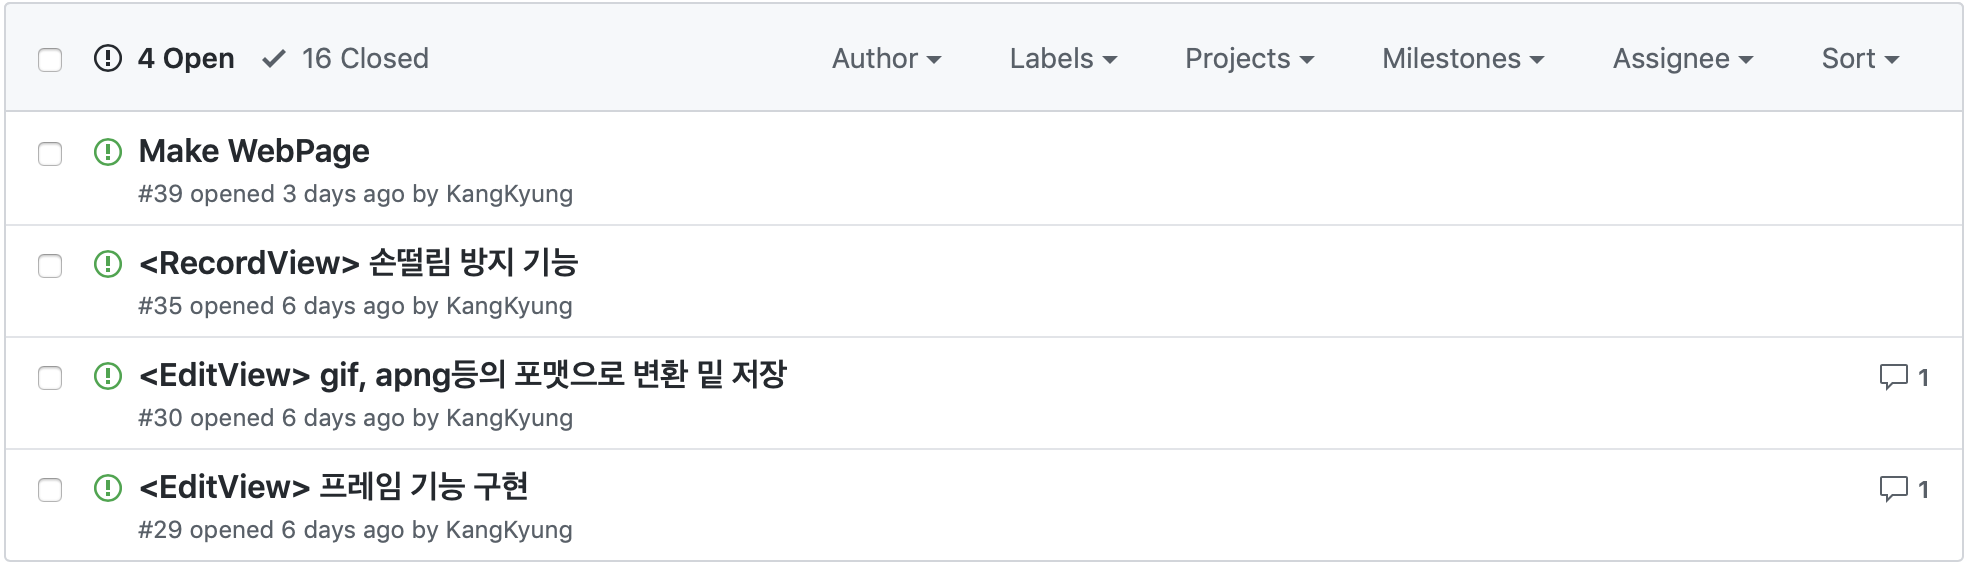 4 Open 16 Closed Author Labels Projects Milestones Assignee Sort
Make WebPage
#39 opened 3 days ago by KangKyung
<RecordView> 손떨림 방지 기능
#35 opened 6 days ago by KangKyung
<EditView> gif, apng등의 포맷으로 변환 밑 저장 1
#30 opened 6 days ago by KangKyung
<EditView> 프레임 기능 구현 1
#29 opened 6 days ago by KangKyung